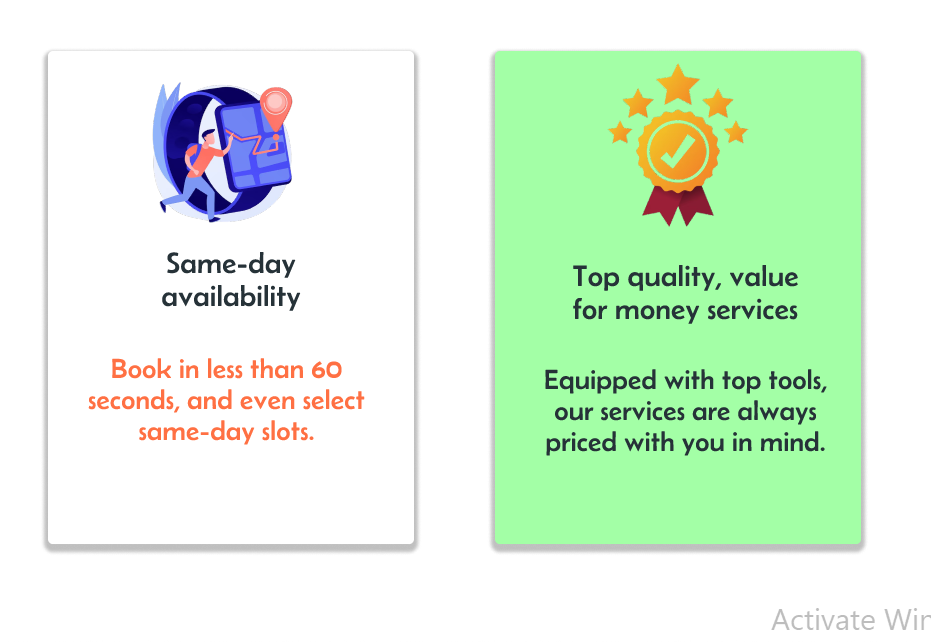 Same-day
availability
Book in less than 60
seconds, and even select
same-day slots.
Top quality, value
for money services
Equipped with top tools,
our services are always
priced with you in mind.
Activate